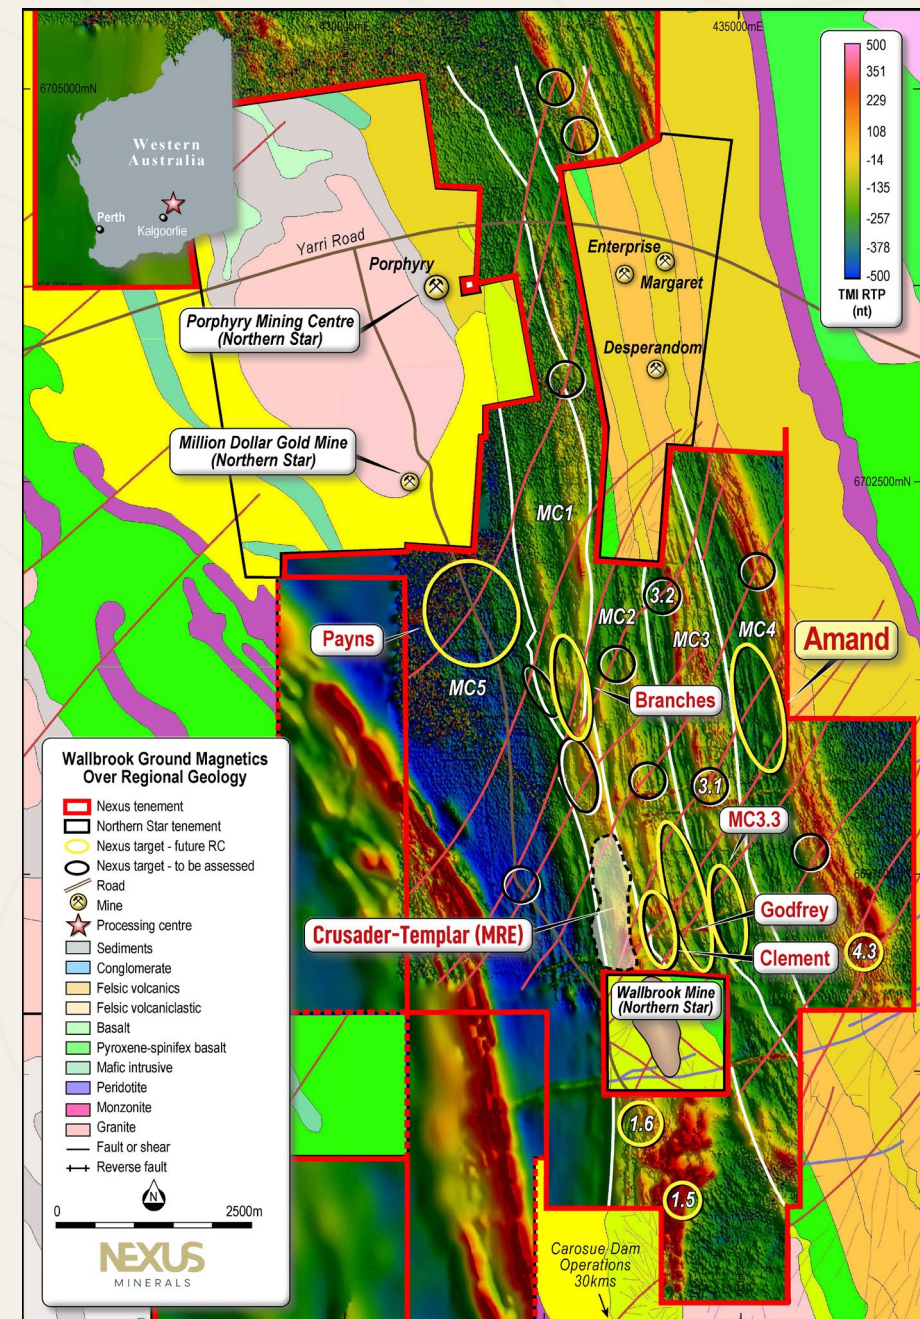 430000mE
435000mE
6705000mN
Western
Australia
Perth
Kalgoorlie
500
351
229
108
-14
-135
-257
-378
-500
TMI RTP
(nt)
Yarri Road
Porphyry
Enterprise
Margaret
Porphyry Mining Centre
(Northern Star)
Desperandom
Million Dollar Gold Mine
(Northern Star)
6702500mN
MC1
3.2
MC2
MC3
MC4
Payns
Amand
MC5
Branches
3.1
MC3.3
Godfrey
Crusader-Templar (MRE)
Clement
4.3
Wallbrook Mine
(Northern Star)
1.6
1.5
Carosue Dam
Operations
30kms
Wallbrook Ground Magnetics
Over Regional Geology
Nexus tenement
Northern Star tenement
Nexus target - future RC
Nexus target - to be assessed
Road
Mine
Processing centre
Sediments
Conglomerate
Felsic volcanics
Felsic volcaniclastic
Basalt
Pyroxene-spinifex basalt
Mafic intrusive
Peridotite
Monzonite
Granite
Fault or shear
Reverse fault
N
0 2500m
NEXUS
MINERALS